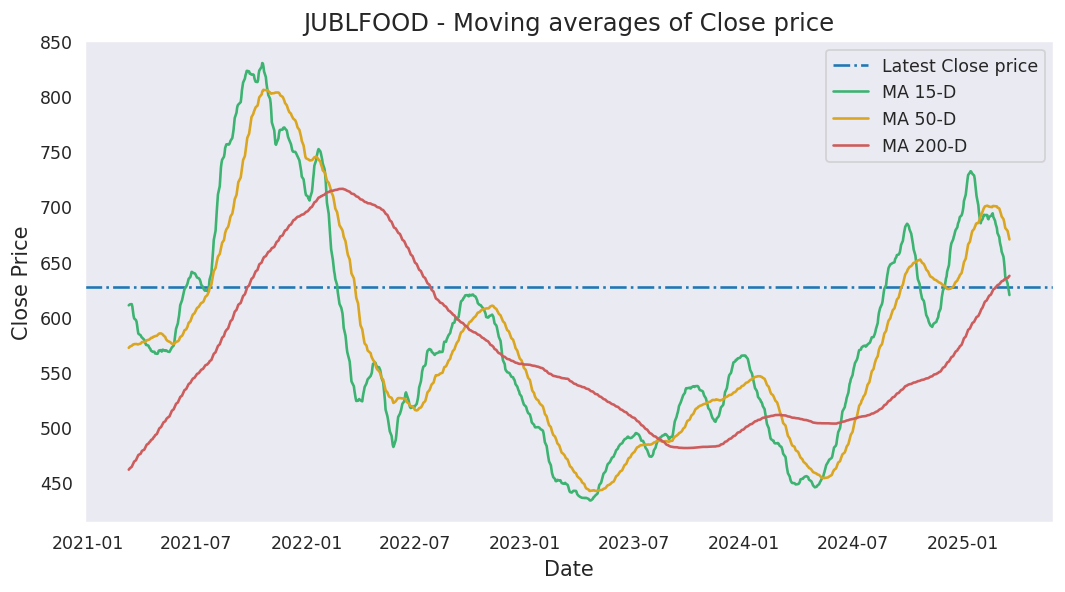 JUBLFOOD - Moving averages of Close price
850
800
750
700
650
600
550
500
450
Close Price
Latest Close price
MA 15-D
MA 50-D
MA 200-D
2021-01 2021-07 2022-01 2022-07 2023-01 2023-07 2024-01 2024-07 2025-01
Date